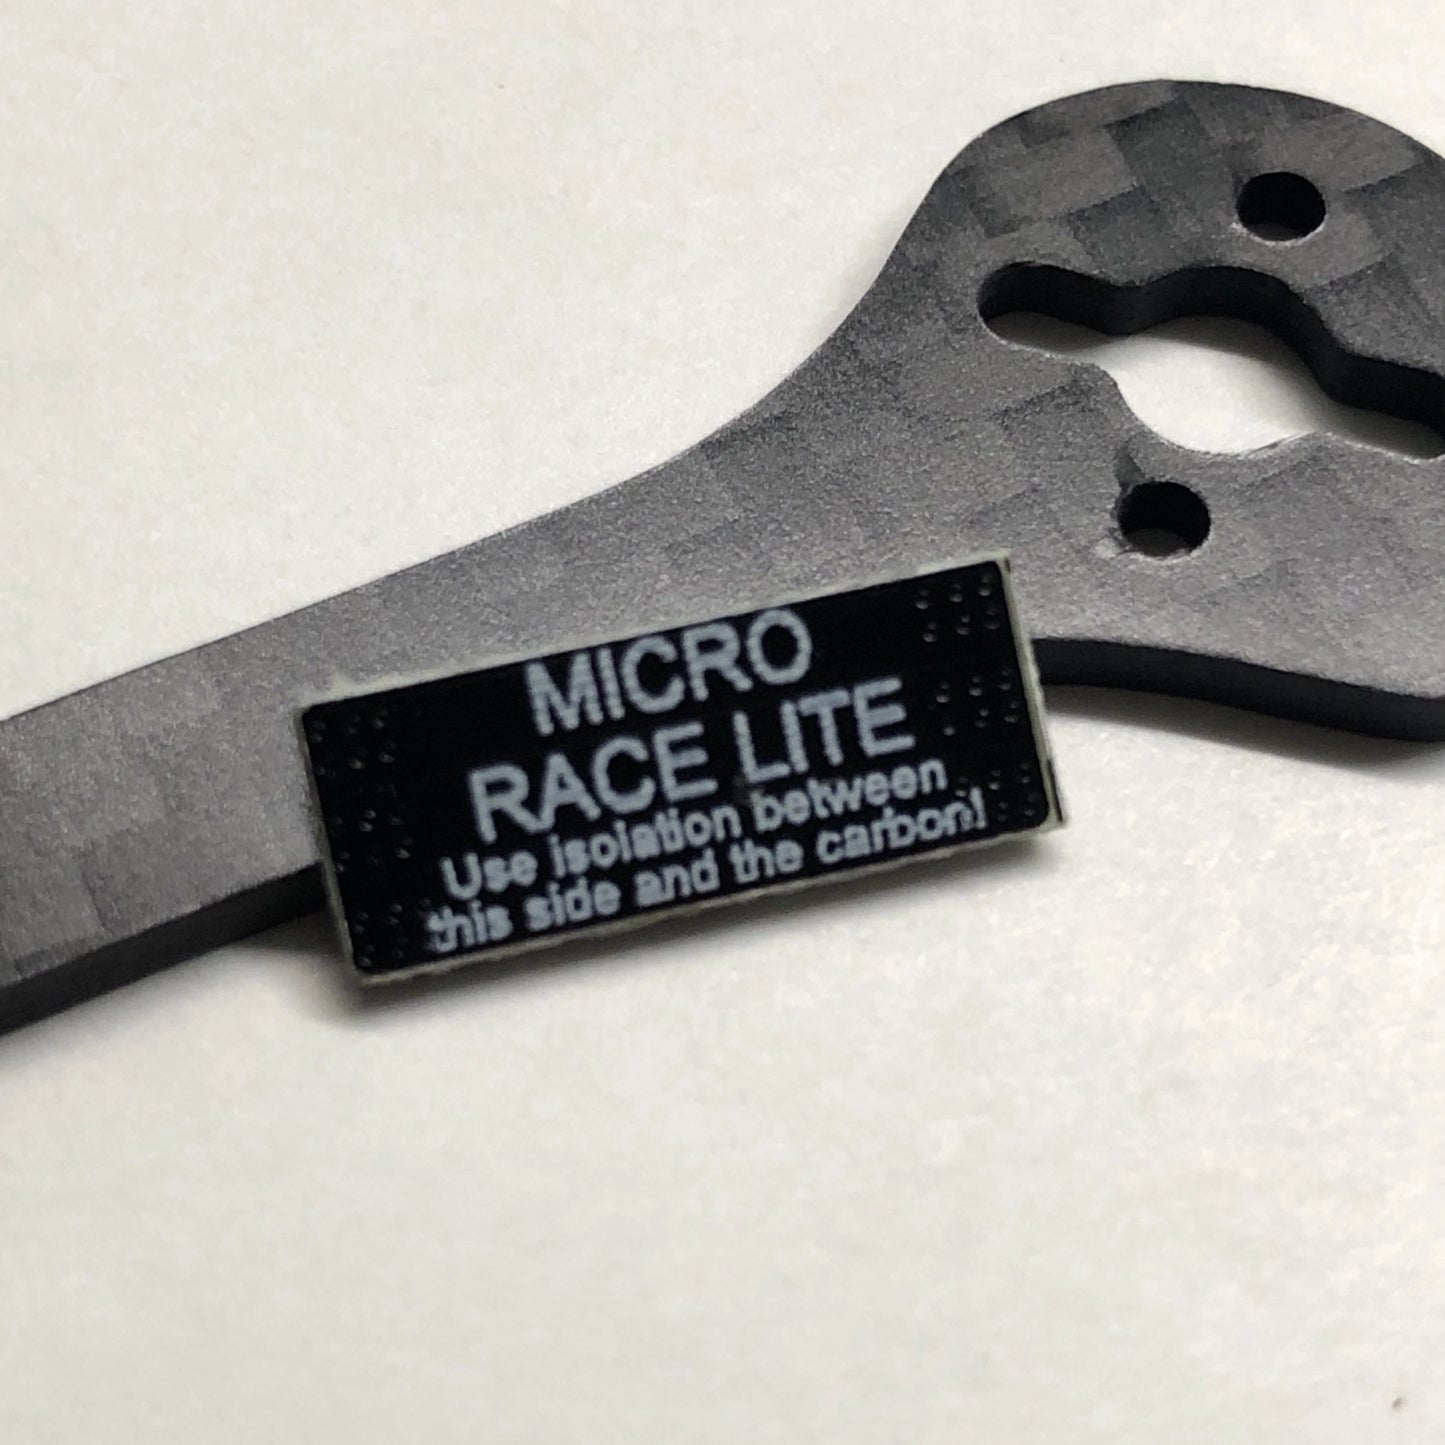 MICRO
RACE LITE
Use isolation between
this side and the carbon!